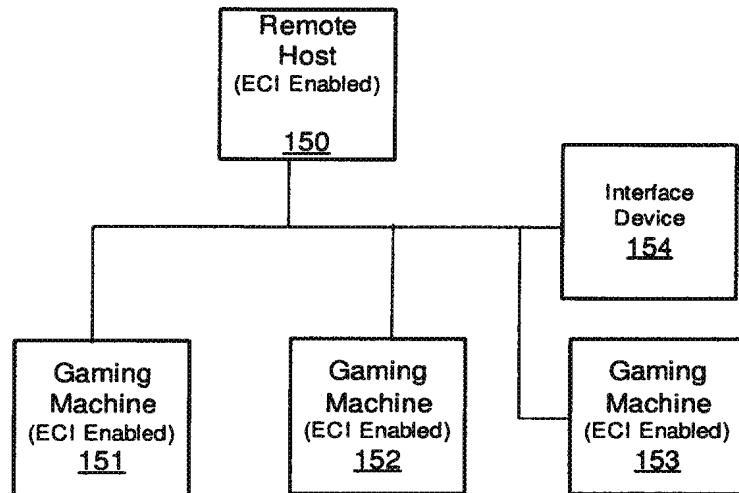 Remote
Host
(ECI Enabled)
150
Interface
Device
154
Gaming
Machine
(ECI Enabled)
151
Gaming
Machine
(ECI Enabled)
152
Gaming
Machine
(ECI Enabled)
153